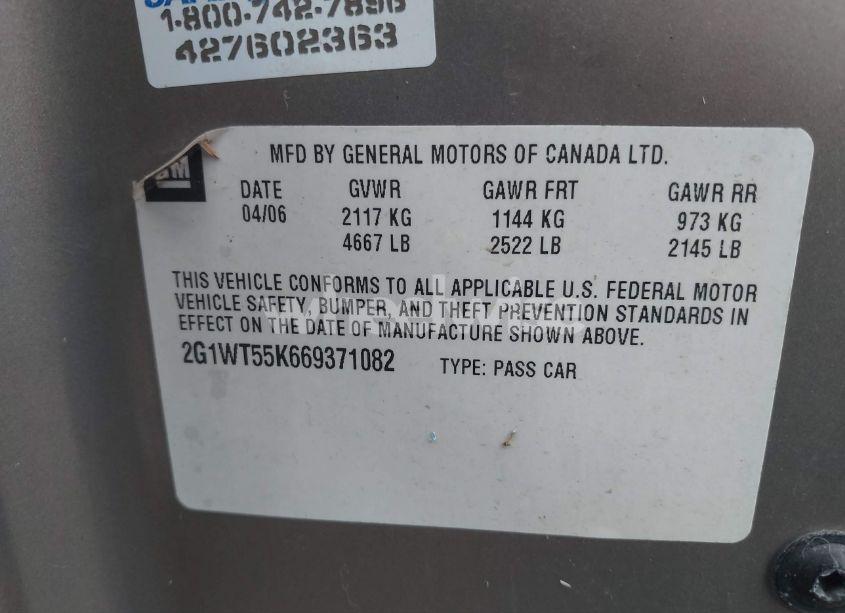 1-800-742-7896
427602363
GM
MFD BY GENERAL MOTORS OF CANADA LTD.
DATE GVWR GAWR FRT GAWR RR
04/06 2117 KG 1144 KG 973 KG
4667 LB 2522 LB 2145 LB
THIS VEHICLE CONFORMS TO ALL APPLICABLE U.S. FEDERAL MOTOR
VEHICLE SAFETY, BUMPER, AND THEFT PREVENTION STANDARDS IN
EFFECT ON THE DATE OF MANUFACTURE SHOWN ABOVE.
2G1WT55K669371082 TYPE: PASS CAR